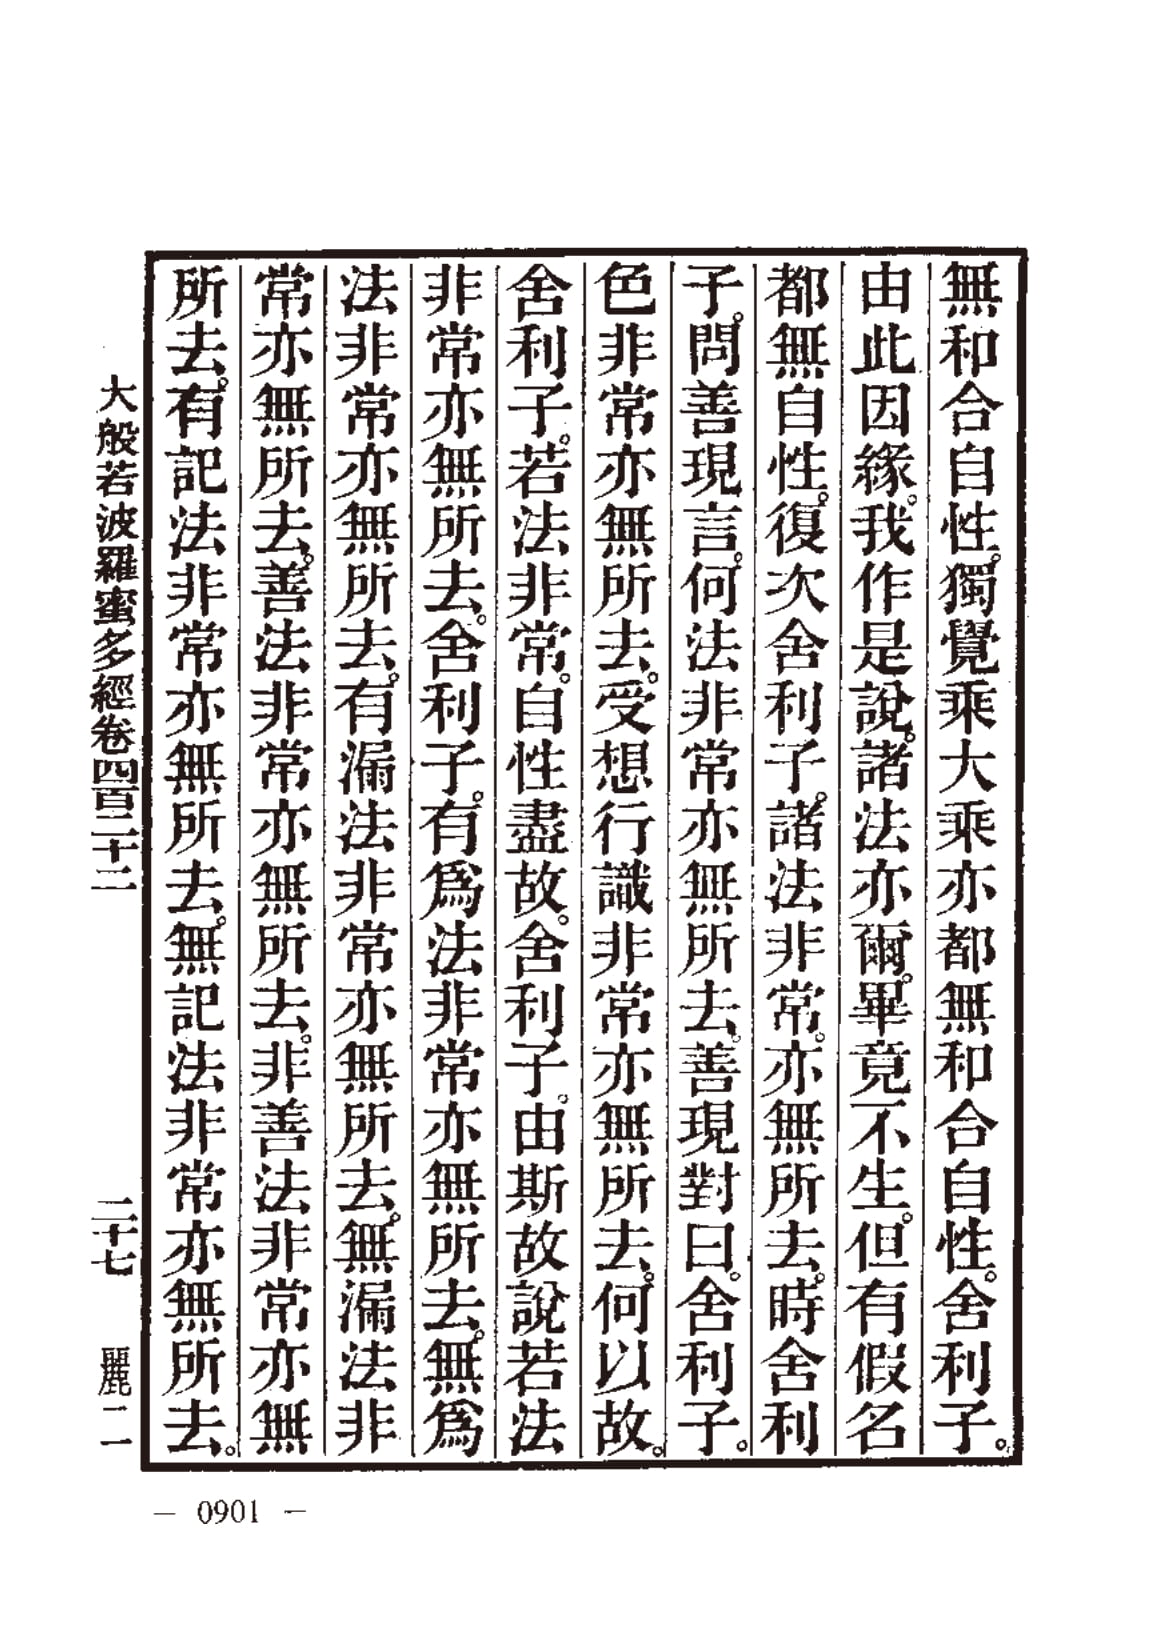 無和合自性。獨覺乘大乘亦都無和合自性。舍利子。
由此因緣。我作是說。諸法亦爾。畢竟不生。但有假名
都無自性。復次舍利子。諸法非常。亦無所去。時舍利
子。問善現言。何法非常亦無所去。善現對曰。舍利子。
色非常亦無所去。受想行識非常亦無所去。何以故。
舍利子。若法非常。自性盡故。舍利子。由斯故說若法
非常亦無所去。舍利子。有爲法非常亦無所去。無爲
法非常亦無所去。有漏法非常亦無所去。無漏法非
常亦無所去。善法非常亦無所去。非善法非常亦無
所去。有記法非常亦無所去。無記法非常亦無所去。
大般若波羅蜜多經卷四百二十二 二十七 麗二
— 0901 —